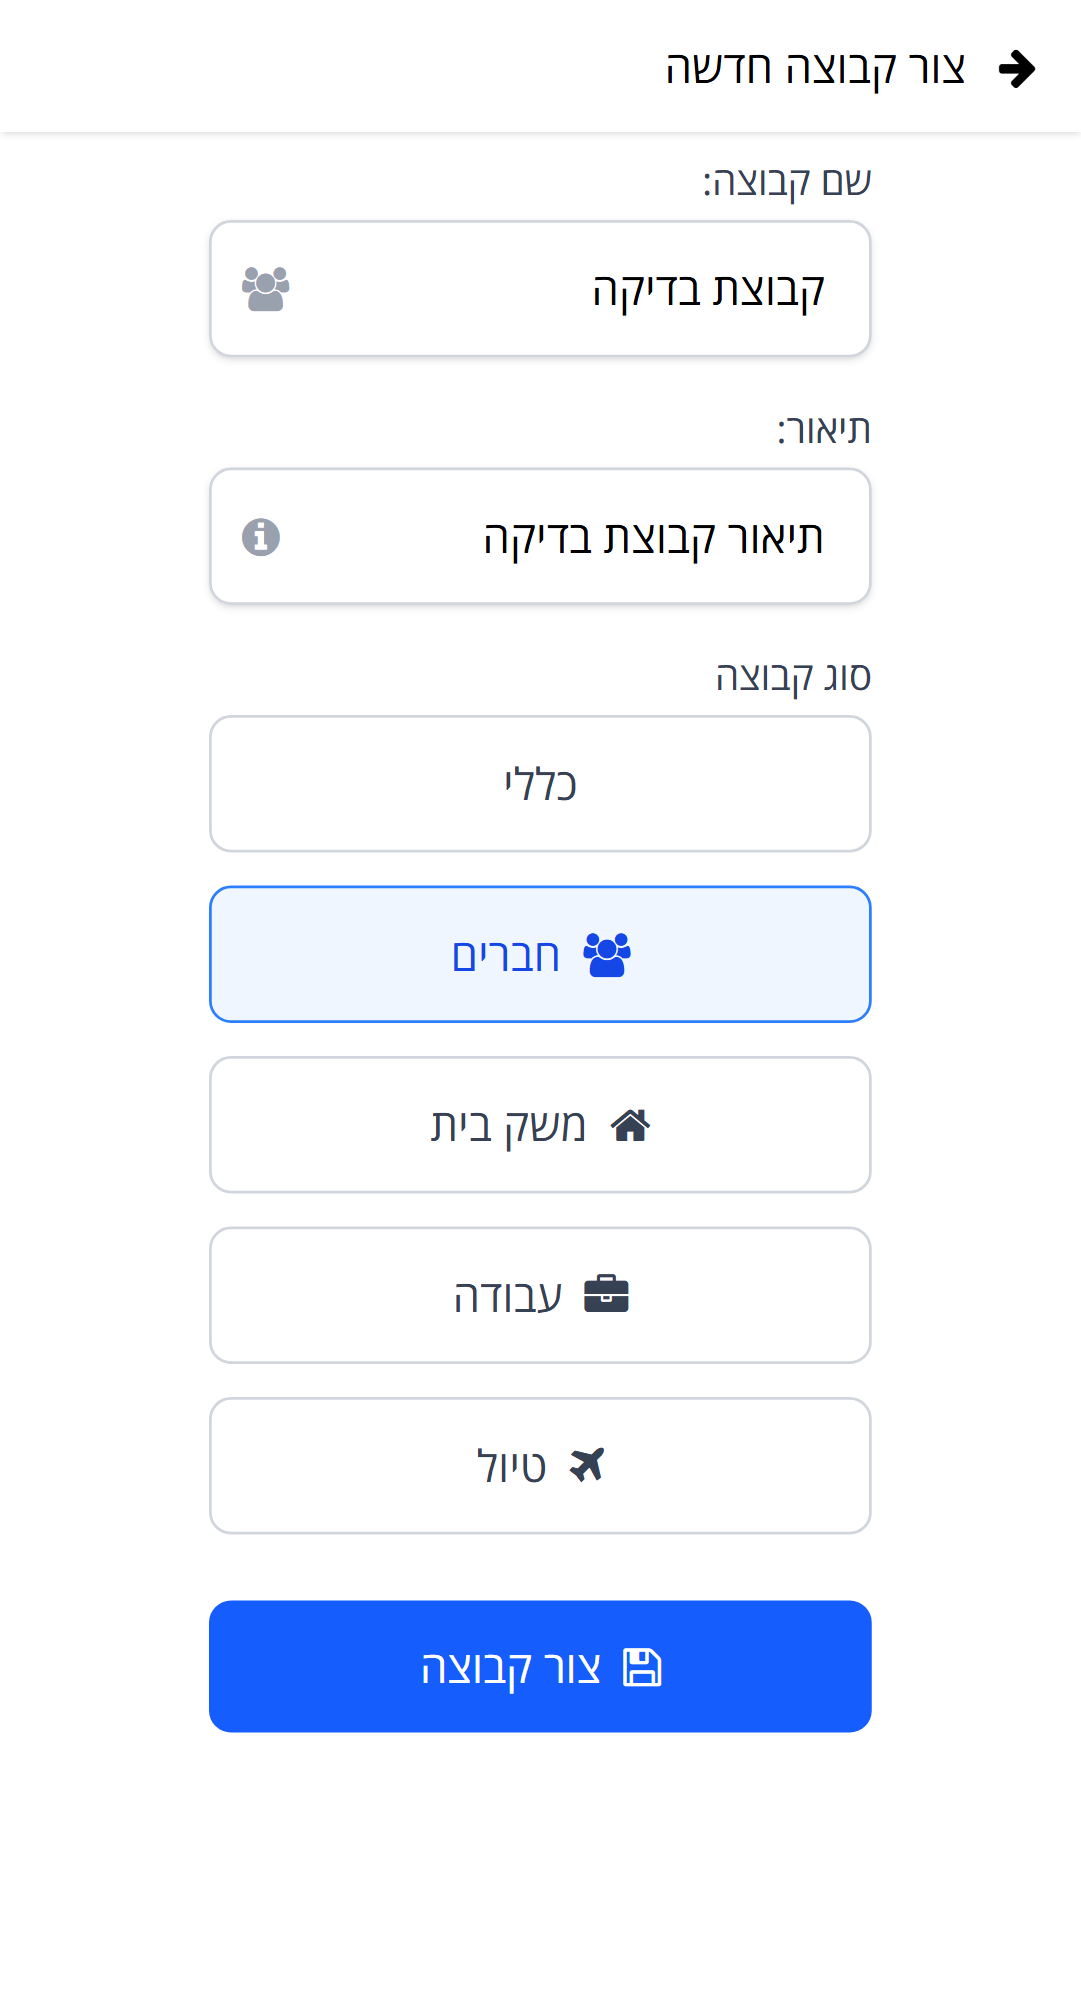 צור קבוצה חדשה
שם קבוצה:
קבוצת בדיקה
תיאור:
תיאור קבוצת בדיקה
סוג קבוצה
כללי
חברים
משק בית
עבודה
טיול
צור קבוצה